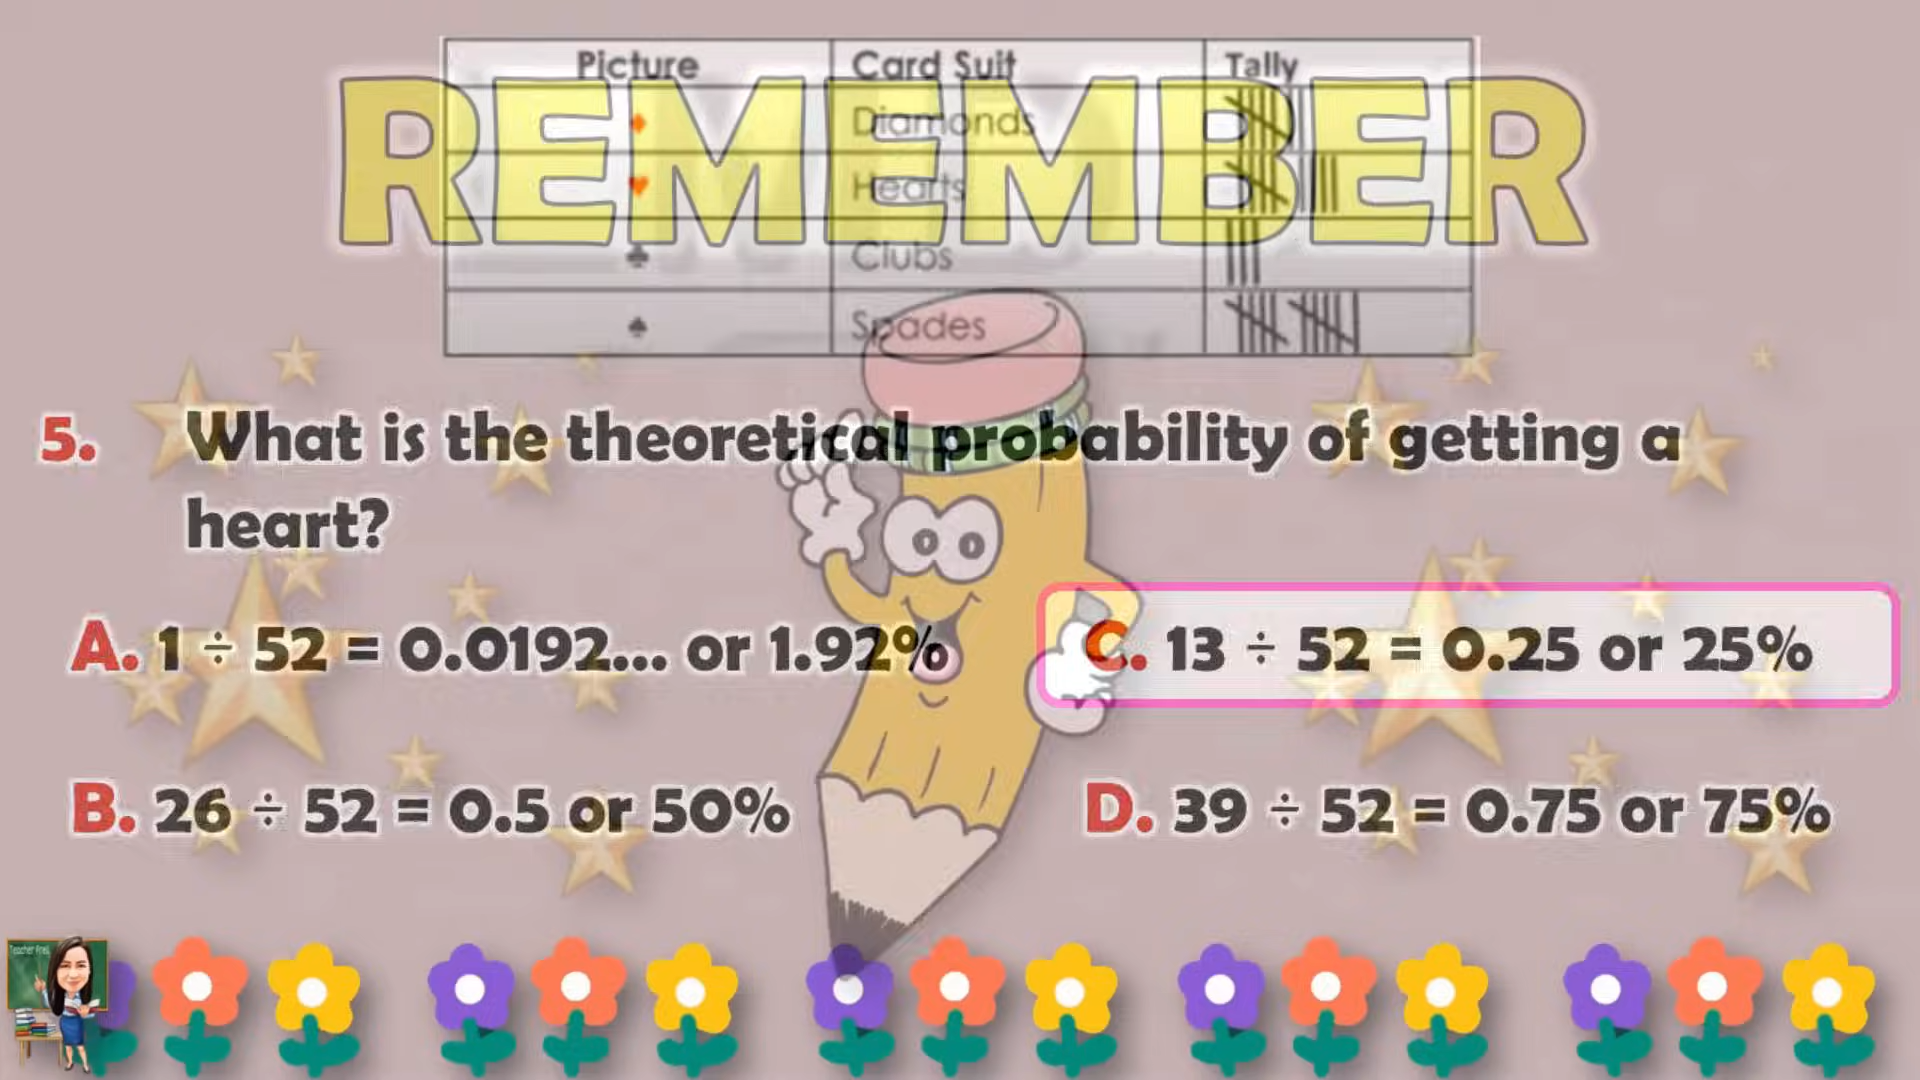 REMEMBER
Picture Card Suit Tally
Diamonds
Hearts
Clubs
Spades
5. What is the theoretical probability of getting a
heart?
A. 1 ÷ 52 = 0.0192... or 1.92%
C. 13 ÷ 52 = 0.25 or 25%
B. 26 ÷ 52 = 0.5 or 50%
D. 39 ÷ 52 = 0.75 or 75%